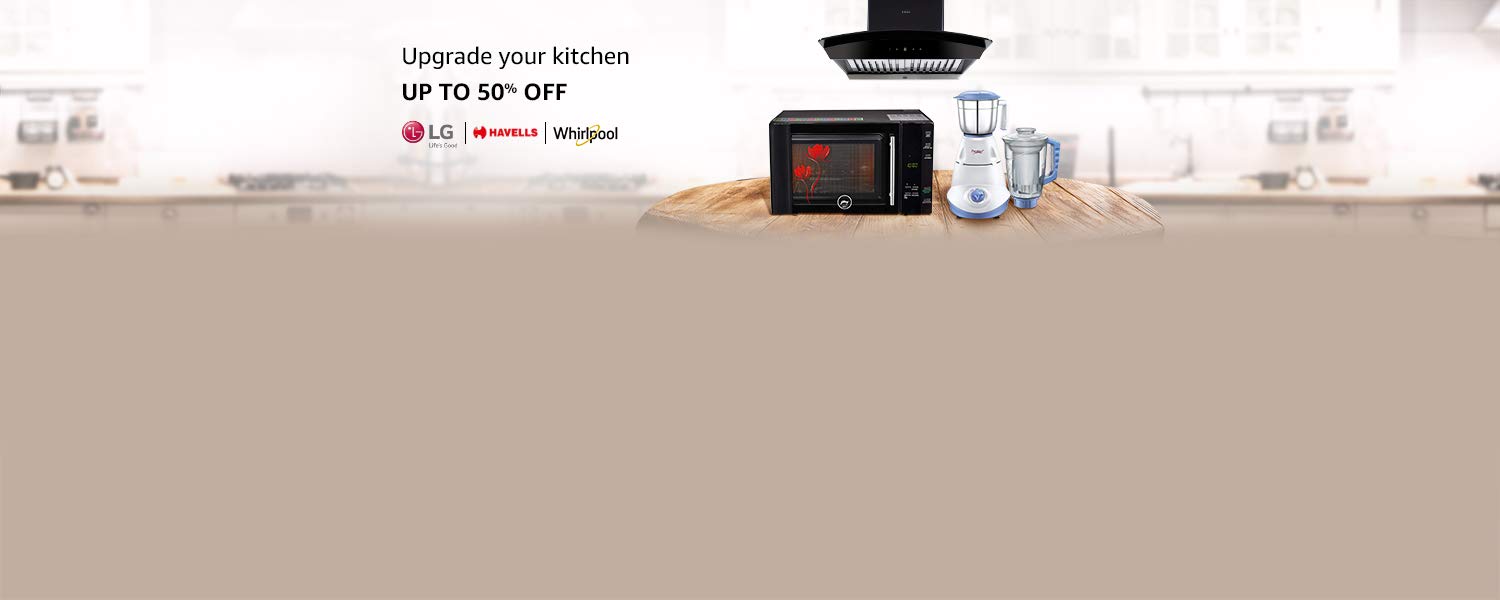 Upgrade your kitchen
UP TO 50% OFF
LG
Life's Good
HAVELLS
Whirlpool